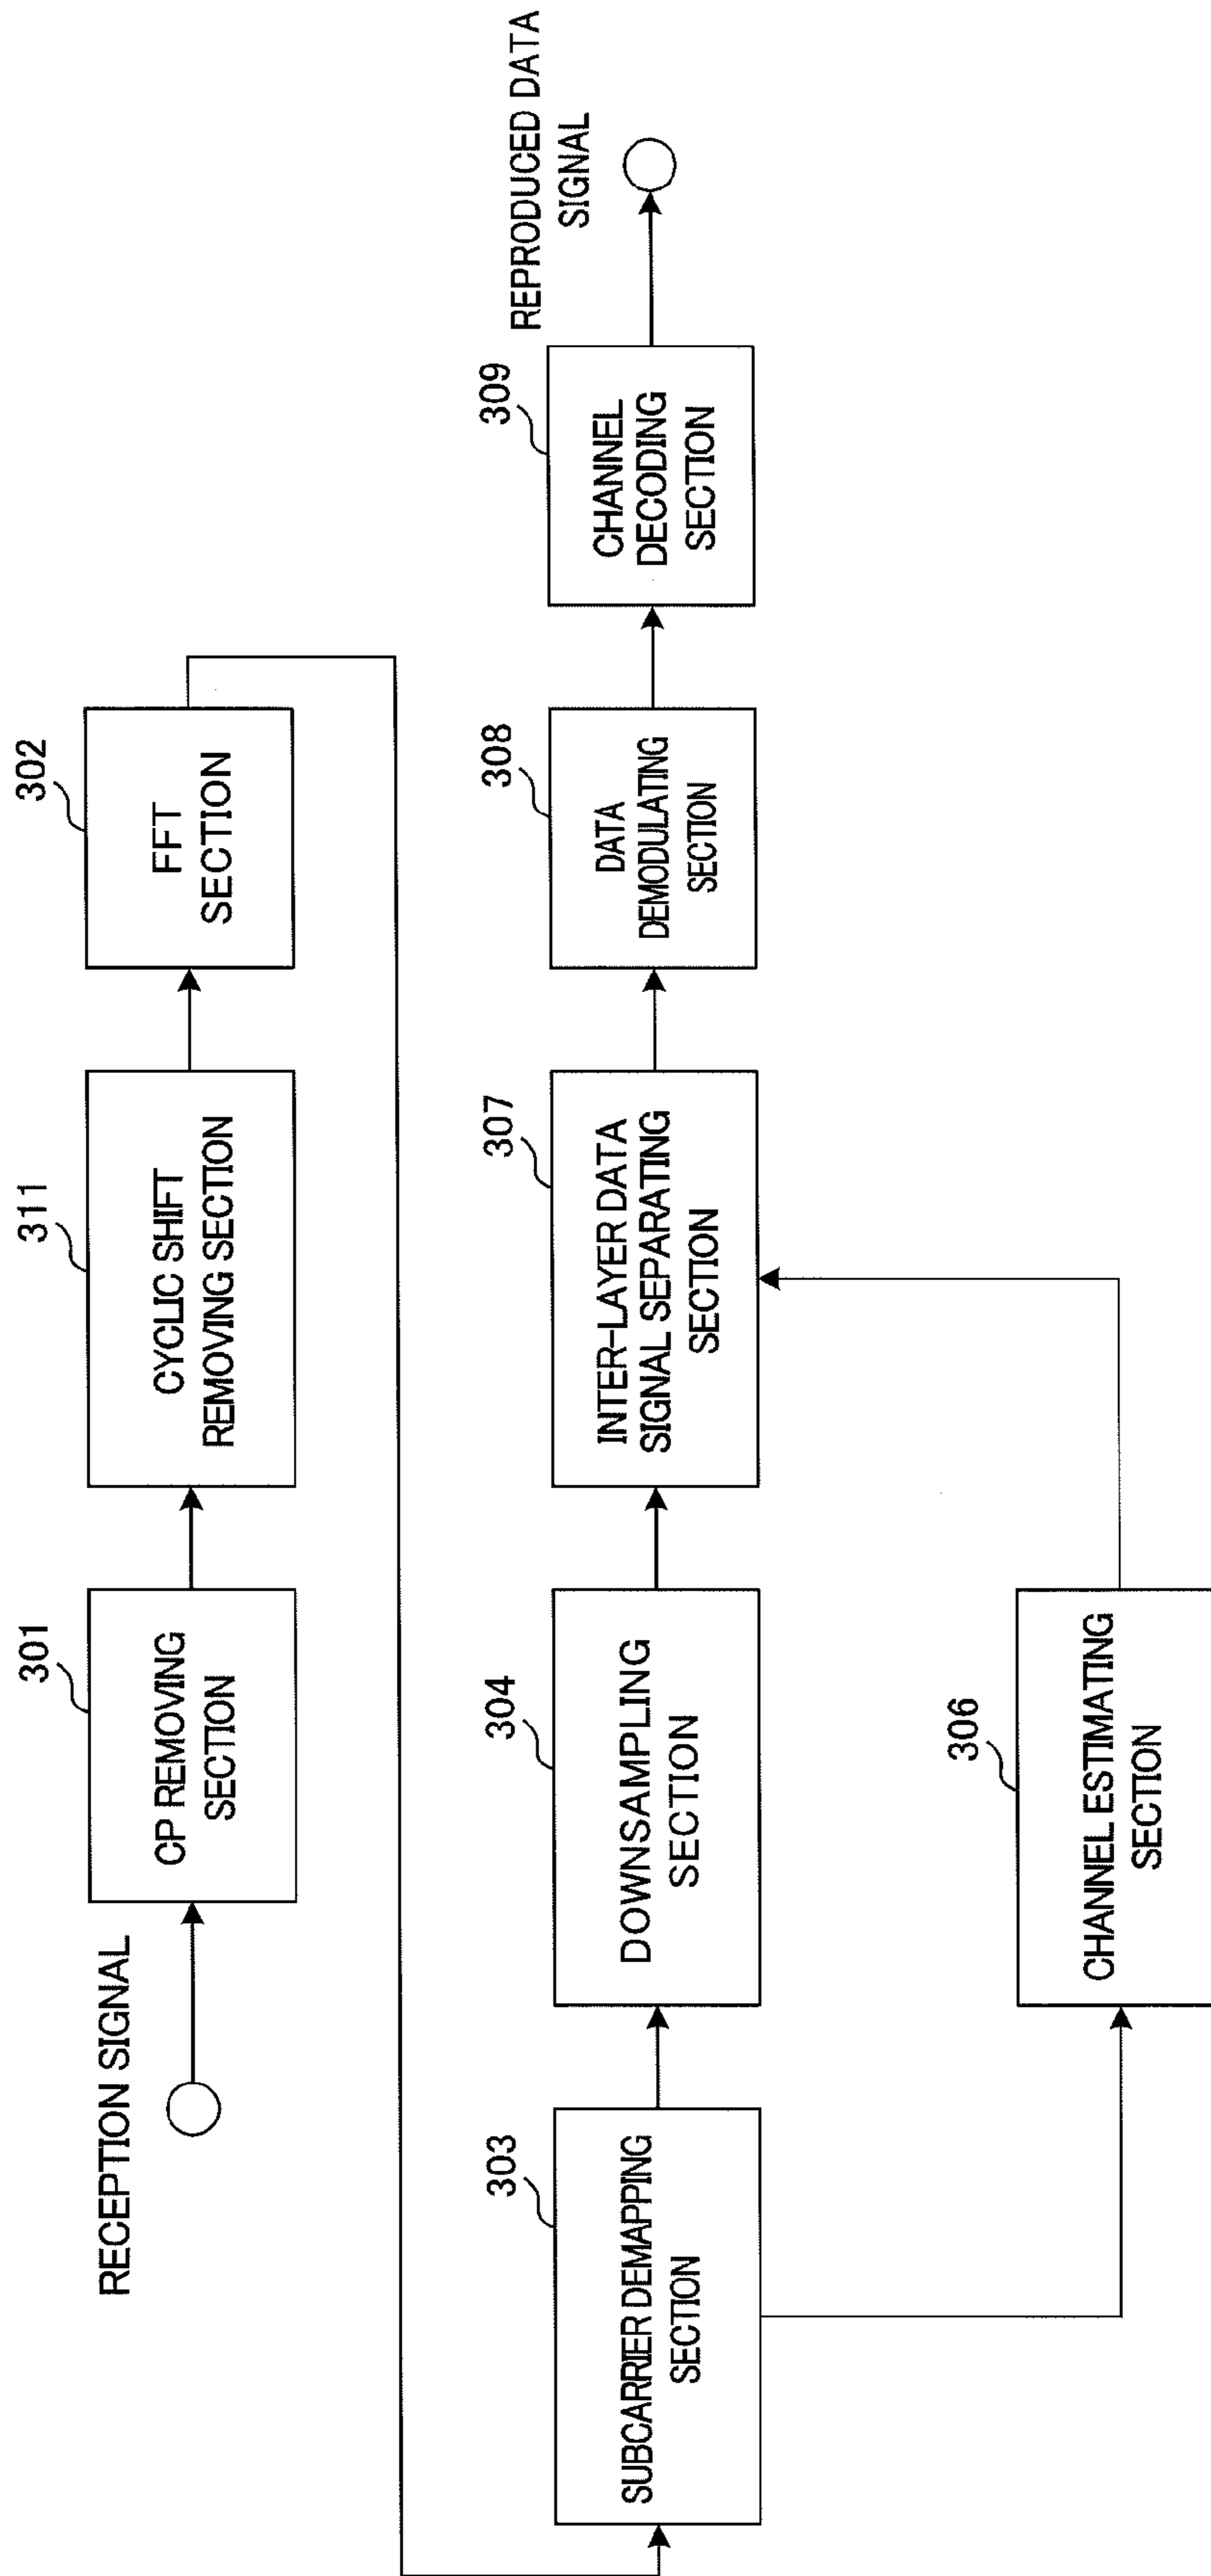 RECEPTION SIGNAL
301
CP REMOVING
SECTION
311
CYCLIC SHIFT
REMOVING SECTION
302
FFT
SECTION
303
SUBCARRIER DEMAPPING
SECTION
304
DOWNSAMPLING
SECTION
307
INTER-LAYER DATA
SIGNAL SEPARATING
SECTION
308
DATA
DEMODULATING
SECTION
309
CHANNEL
DECODING
SECTION
REPRODUCED DATA
SIGNAL
306
CHANNEL ESTIMATING
SECTION